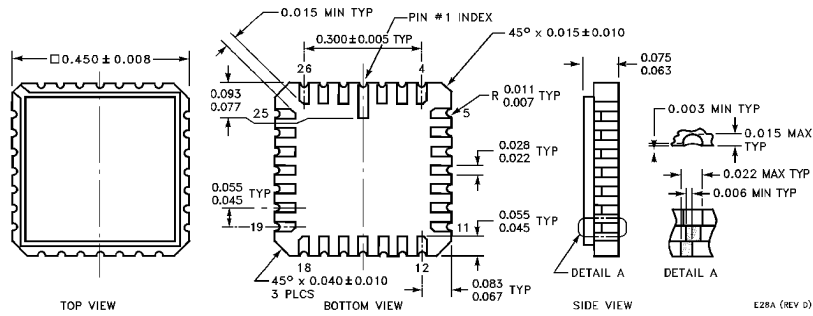 0.015 MIN TYP
PIN #1 INDEX
0.300±0.005 TYP
45° x 0.015±0.010
□0.450±0.008
26
4
0.075
0.063
0.093
0.077
25
5
R 0.011
0.007 TYP
0.003 MIN TYP
0.015 MAX
TYP
0.028
0.022 TYP
0.022 MAX TYP
0.006 MIN TYP
0.055
0.045 TYP
19
11
0.055
0.045 TYP
18
12
45° x 0.040±0.010
3 PLCS
0.083
0.067 TYP
DETAIL A
DETAIL A
TOP VIEW
BOTTOM VIEW
SIDE VIEW
E28A (REV D)